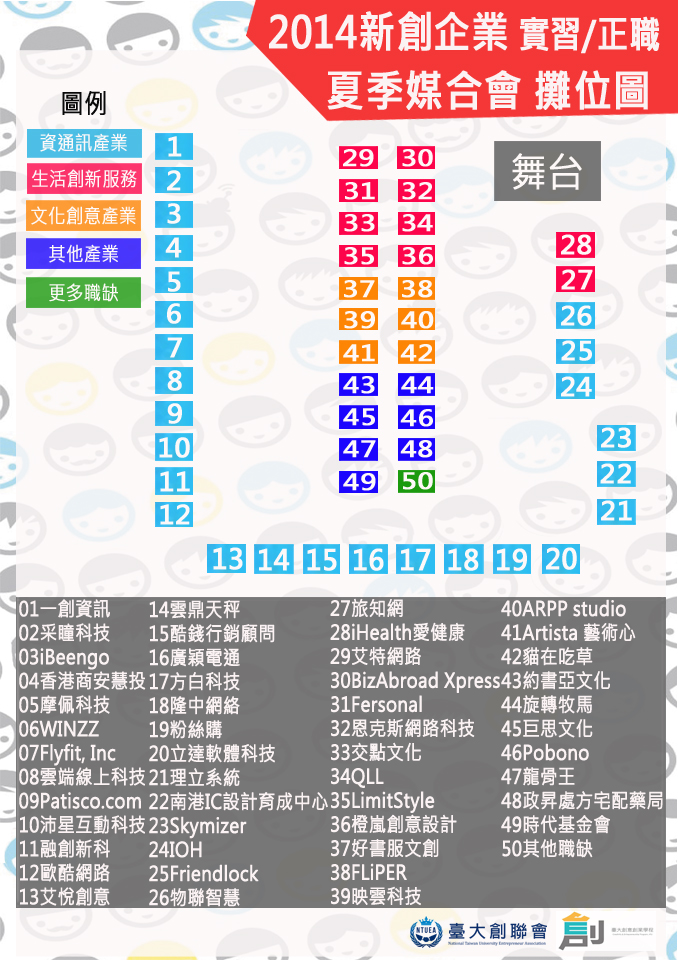 2014新創企業 實習/正職
夏季媒合會 攤位圖
圖例
資通訊產業
生活創新服務
文化創意產業
其他產業
更多職缺
舞台
1
2
3
4
5
6
7
8
9
10
11
12
13 14 15 16 17 18 19 20
29 30
31 32
33 34
35 36
37 38
39 40
41 42
43 44
45 46
47 48
49 50
28
27
26
25
24
23
22
21
01一創資訊
02采瞳科技
03iBeengo
04香港商安慧投
05摩佩科技
06WINZZ
07Flyfit, Inc
08雲端線上科技
09Patisco.com
10沛星互動科技
11融創新科
12歐酷網路
13艾悅創意
14雲鼎天秤
15酷錢行銷顧問
16廣穎電通
17方白科技
18隆中網絡
19粉絲購
20立達軟體科技
21理立系統
22南港IC設計育成中心
23Skymizer
24IOH
25Friendlock
26物聯智慧
27旅知網
28iHealth愛健康
29艾特網路
30BizAbroad Xpress
31Fersonal
32恩克斯網路科技
33交點文化
34QLL
35LimitStyle
36橙嵐創意設計
37好書服文創
38FLiPER
39映雲科技
40ARPP studio
41Artista 藝術心
42貓在吃草
43約書亞文化
44旋轉牧馬
45巨思文化
46Pobono
47龍骨王
48政昇處方宅配藥局
49時代基金會
50其他職缺
NTUEA
臺大創聯會
National Taiwan University Entrepreneur Association
創
臺大創意創業學程